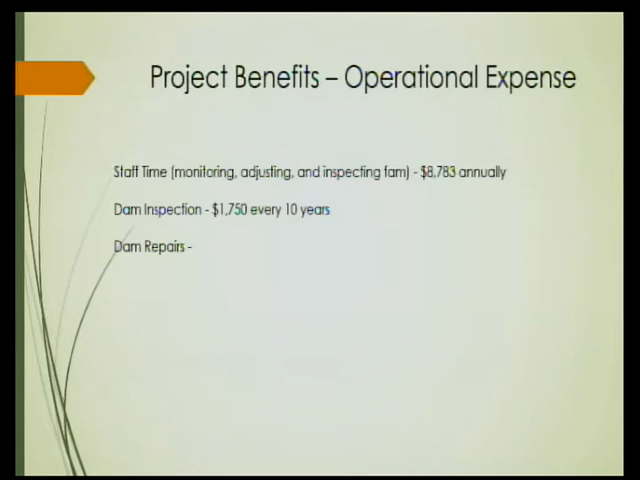 Project Benefits – Operational Expense
Staff Time (monitoring, adjusting, and inspecting fam) - $8,783 annually
Dam Inspection - $1,750 every 10 years
Dam Repairs -